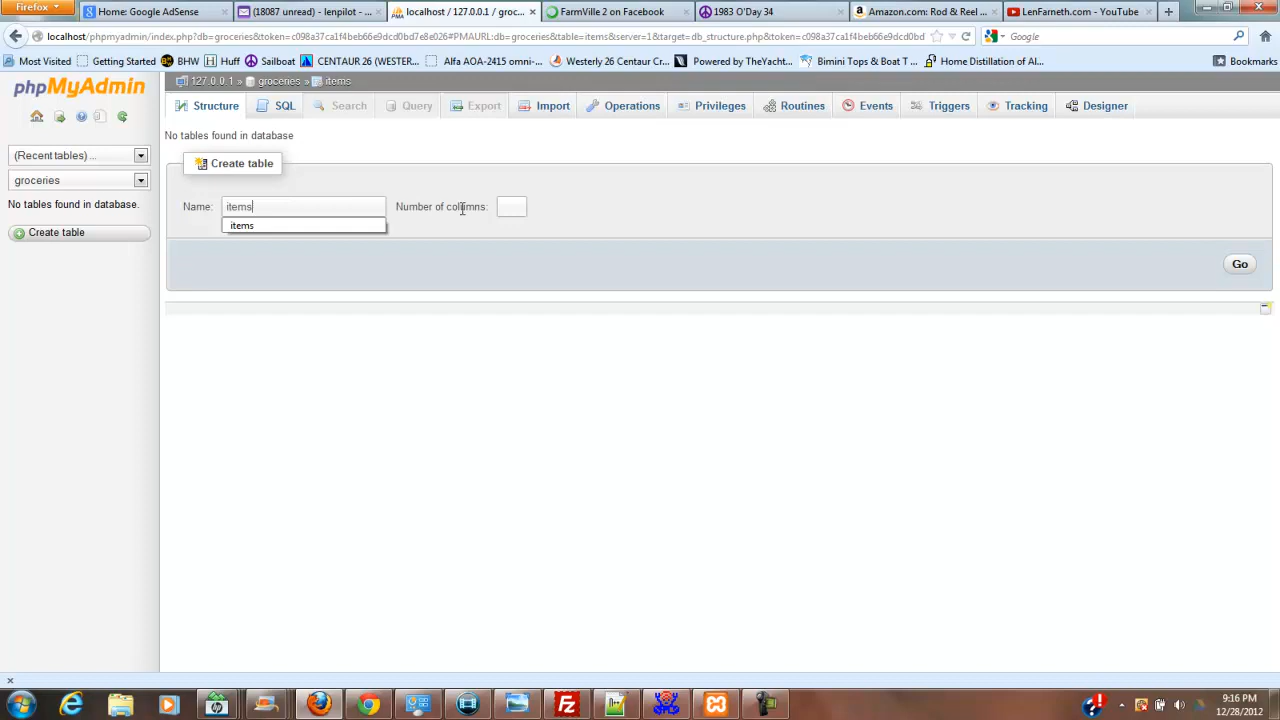 Firefox
Home: Google AdSense
(18087 unread) - lenpilot - ...
localhost / 127.0.0.1 / groc...
FarmVille 2 on Facebook
1983 O'Day 34
Amazon.com: Rod & Reel ...
LenFarneth.com - YouTube
localhost/phpmyadmin/index.php?db=groceries&token=c098a37ca1f4beb66e9dcd0bd7e8e026#PMAURL:db=groceries&table=items&server=1&target=db_structure.php&token=c098a37ca1f4beb66e9dcd0bd
Google
Most Visited
Getting Started
BHW
Huff
Sailboat
CENTAUR 26 (WESTER...
Alfa AOA-2415 omni-...
Westerly 26 Centaur Cr...
Powered by TheYacht...
Bimini Tops & Boat T ...
Home Distillation of Al...
Bookmarks
phpMyAdmin
127.0.0.1 » groceries » items
Structure
SQL
Search
Query
Export
Import
Operations
Privileges
Routines
Events
Triggers
Tracking
Designer
(Recent tables) ...
groceries
No tables found in database.
Create table
No tables found in database
Create table
Name: items
Number of columns:
items
Go
9:16 PM
12/28/2012